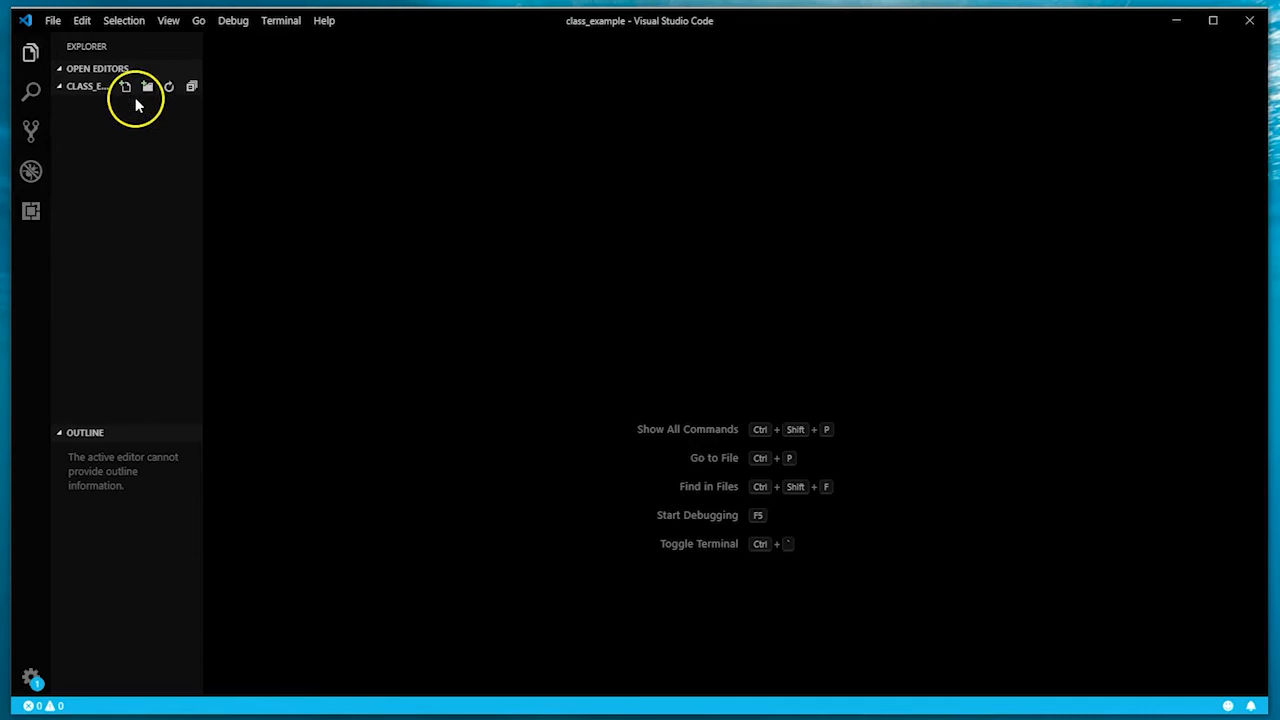 File Edit Selection View Go Debug Terminal Help
class_example - Visual Studio Code
EXPLORER
OPEN EDITORS
CLASS_E...
Show All Commands Ctrl + Shift + P
Go to File Ctrl + P
Find in Files Ctrl + Shift + F
Start Debugging F5
Toggle Terminal Ctrl + `
OUTLINE
The active editor cannot
provide outline
information.
1
0 0